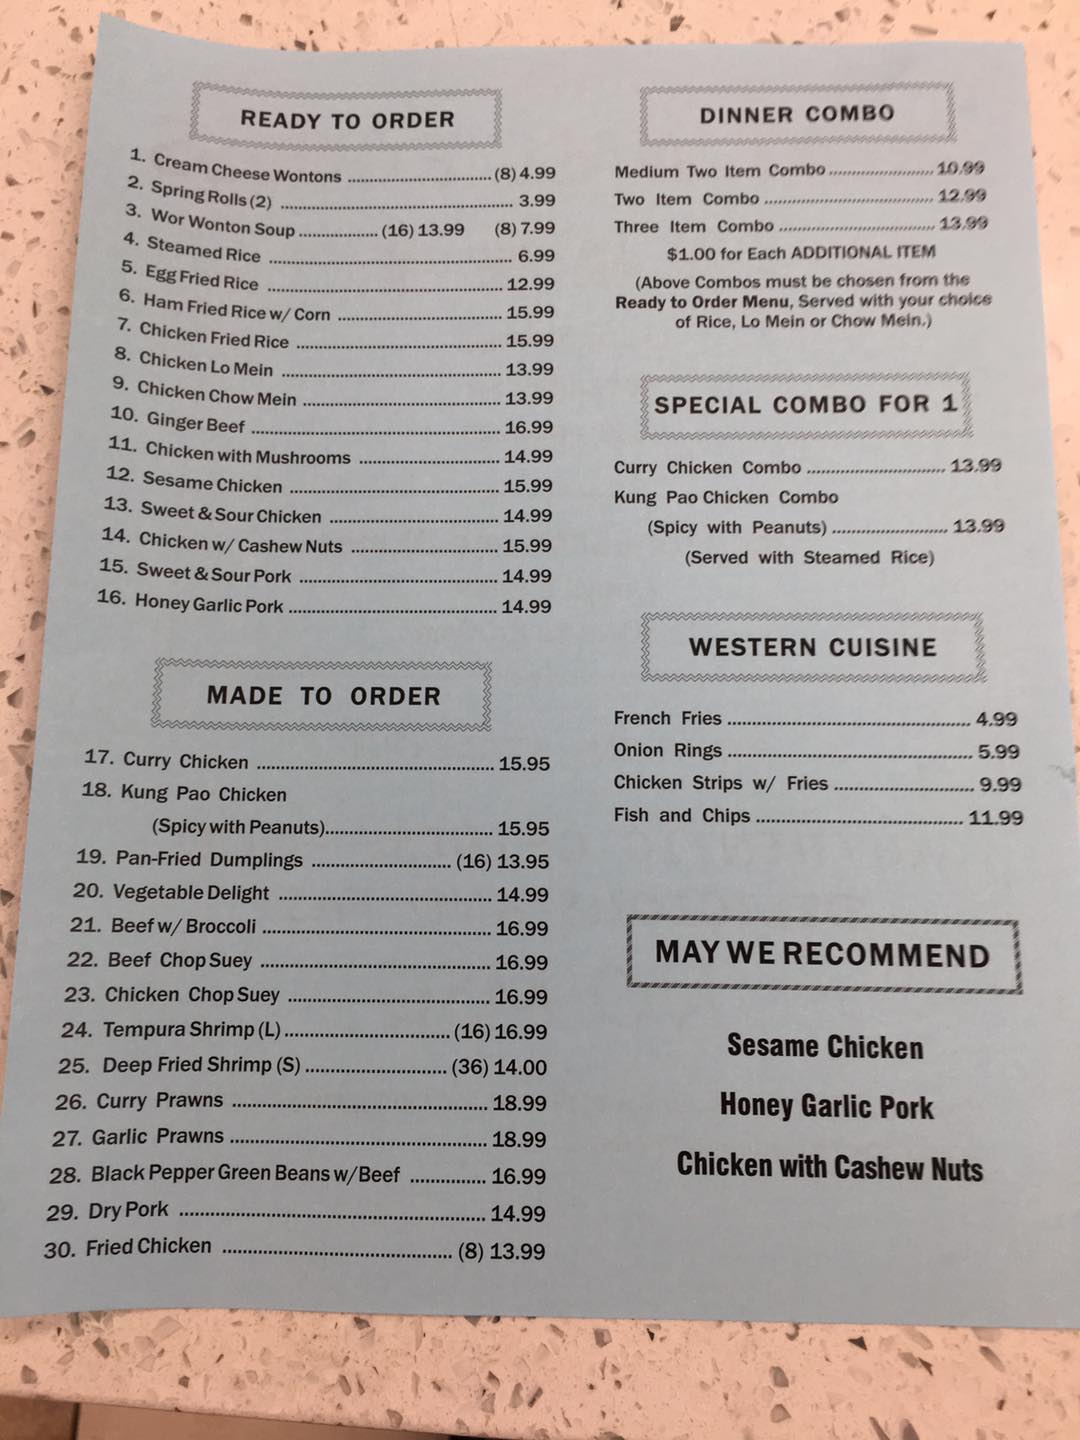 READY TO ORDER
1. Cream Cheese Wontons ............................. (8) 4.99
2. Spring Rolls (2) ............................................... 3.99
3. Wor Wonton Soup ................ (16) 13.99 (8) 7.99
4. Steamed Rice ................................................. 6.99
5. Egg Fried Rice ................................................ 12.99
6. Ham Fried Rice w/ Corn ................................. 15.99
7. Chicken Fried Rice ......................................... 15.99
8. Chicken Lo Mein ............................................ 13.99
9. Chicken Chow Mein ........................................ 13.99
10. Ginger Beef .................................................. 16.99
11. Chicken with Mushrooms ............................ 14.99
12. Sesame Chicken .......................................... 15.99
13. Sweet & Sour Chicken .................................. 14.99
14. Chicken w/ Cashew Nuts ............................. 15.99
15. Sweet & Sour Pork ........................................ 14.99
16. Honey Garlic Pork .......................................... 14.99
MADE TO ORDER
17. Curry Chicken ............................................... 15.95
18. Kung Pao Chicken
(Spicy with Peanuts)................................. 15.95
19. Pan-Fried Dumplings ........................... (16) 13.95
20. Vegetable Delight .......................................... 14.99
21. Beef w/ Broccoli ............................................. 16.99
22. Beef Chop Suey ............................................. 16.99
23. Chicken Chop Suey ........................................ 16.99
24. Tempura Shrimp (L) ................................ (16) 16.99
25. Deep Fried Shrimp (S) ........................... (36) 14.00
26. Curry Prawns .................................................. 18.99
27. Garlic Prawns .................................................. 18.99
28. Black Pepper Green Beans w/ Beef ............... 16.99
29. Dry Pork .......................................................... 14.99
30. Fried Chicken ............................................ (8) 13.99
DINNER COMBO
Medium Two Item Combo ........................ 10.99
Two Item Combo ....................................... 12.99
Three Item Combo .................................... 13.99
$1.00 for Each ADDITIONAL ITEM
(Above Combos must be chosen from the
Ready to Order Menu, Served with your choice
of Rice, Lo Mein or Chow Mein.)
SPECIAL COMBO FOR 1
Curry Chicken Combo ............................ 13.99
Kung Pao Chicken Combo
(Spicy with Peanuts) ....................... 13.99
(Served with Steamed Rice)
WESTERN CUISINE
French Fries ................................................. 4.99
Onion Rings ................................................. 5.99
Chicken Strips w/ Fries ............................ 9.99
Fish and Chips .......................................... 11.99
MAY WE RECOMMEND
Sesame Chicken
Honey Garlic Pork
Chicken with Cashew Nuts